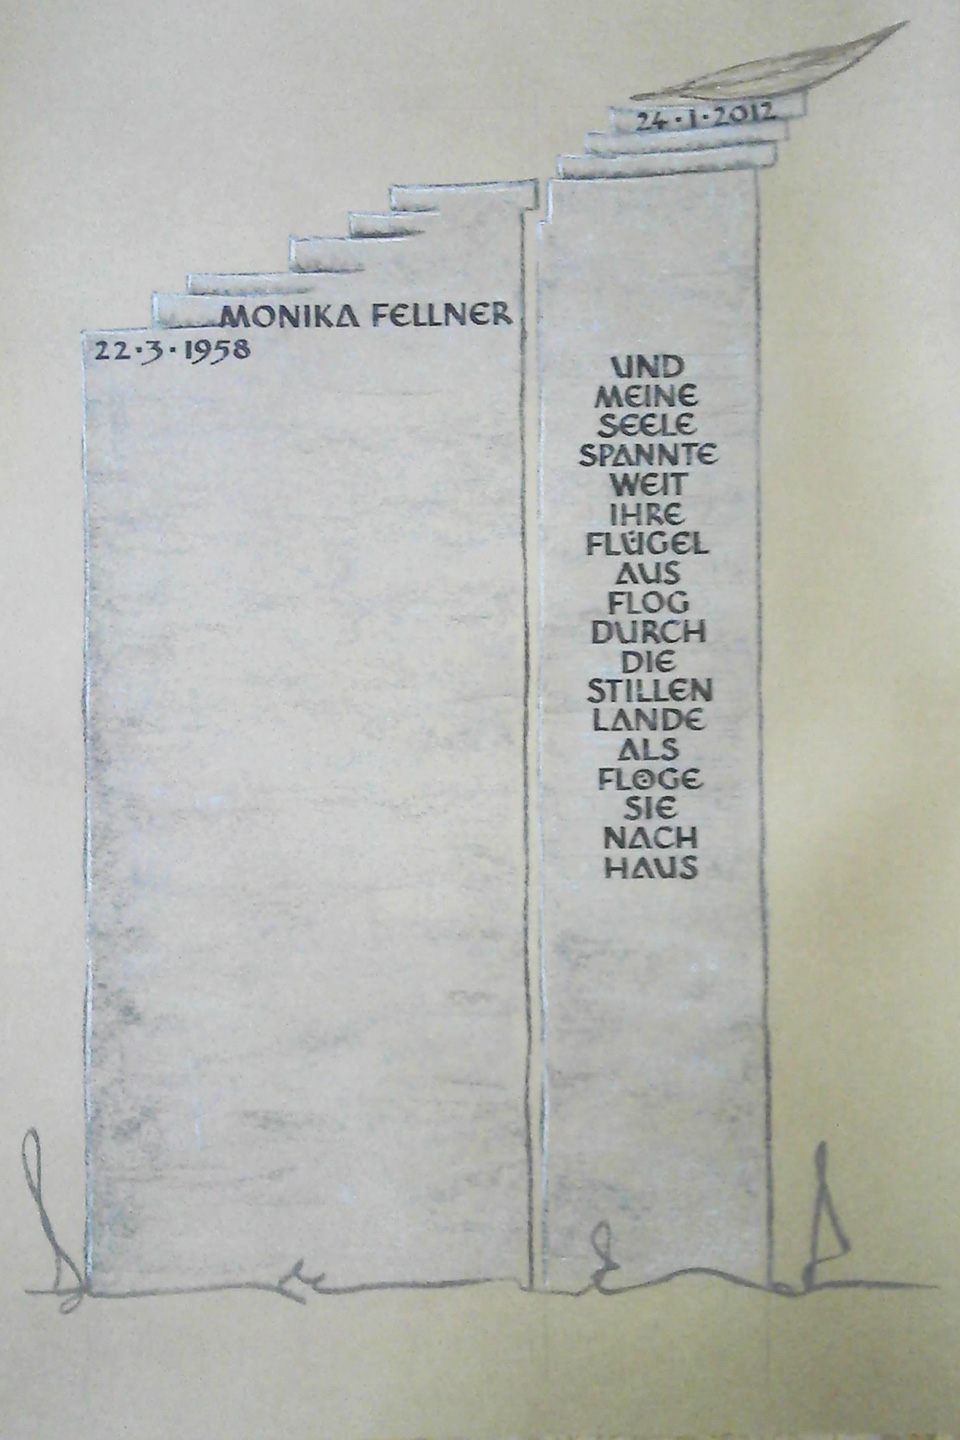 24·1·2012
MONIKA FELLNER
22·3·1958
UND
MEINE
SEELE
SPANNTE
WEIT
IHRE
FLÜGEL
AUS
FLOG
DURCH
DIE
STILLEN
LANDE
ALS
FLÖGE
SIE
NACH
HAUS